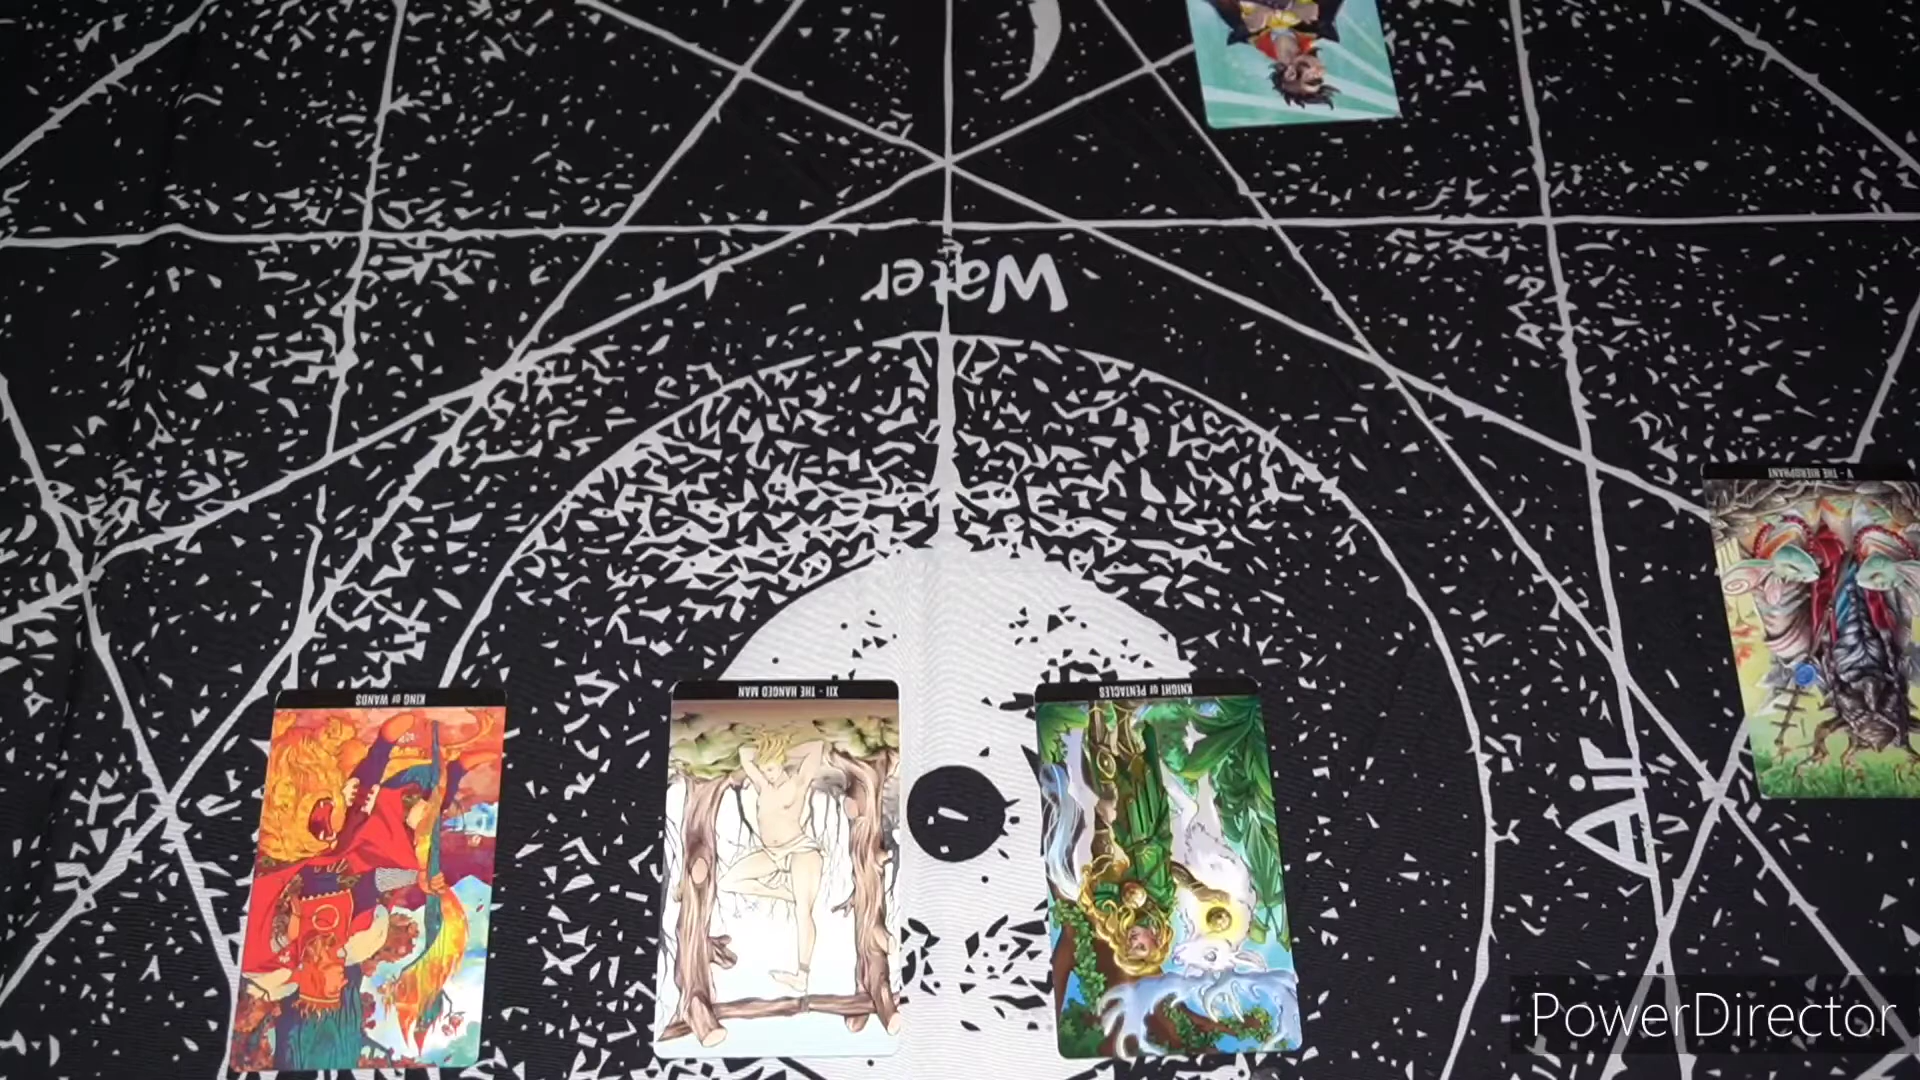 Water
V - THE HIEROPHANT
KING OF WANDS
XII - THE HANGED MAN
KNIGHT OF PENTACLES
Air
PowerDirector